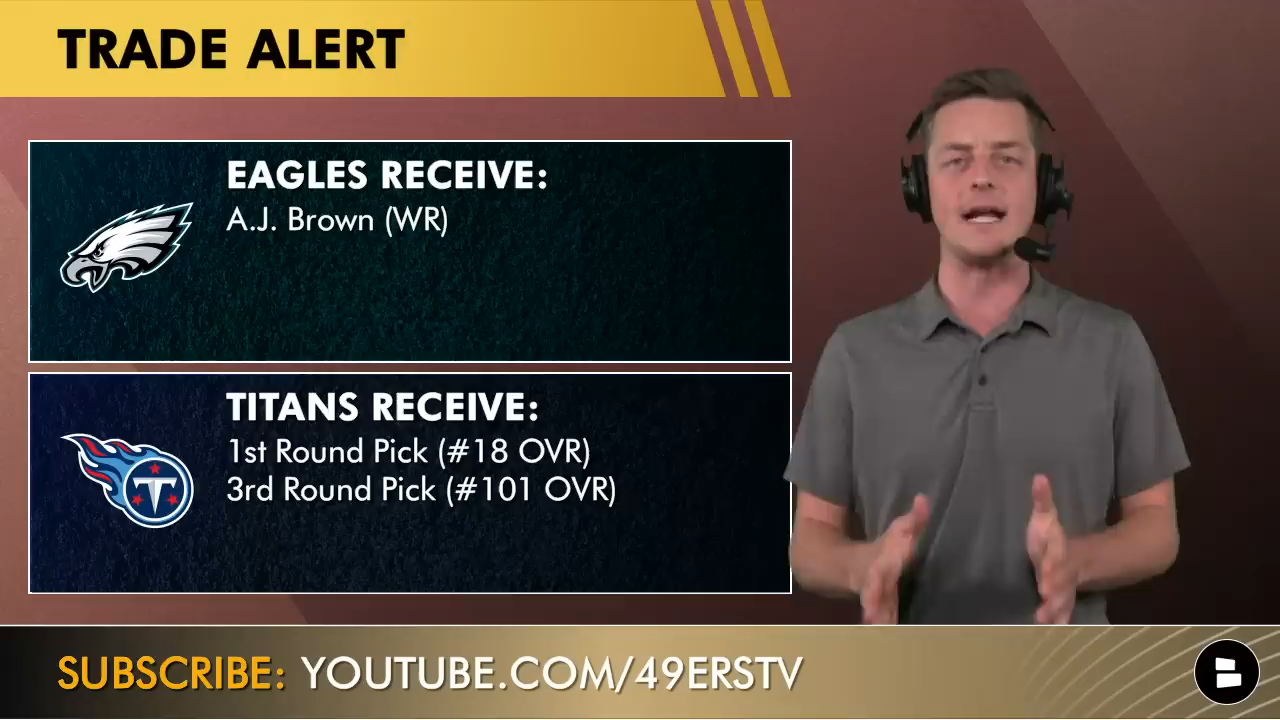 TRADE ALERT
EAGLES RECEIVE:
A.J. Brown (WR)
TITANS RECEIVE:
1st Round Pick (#18 OVR)
3rd Round Pick (#101 OVR)
SUBSCRIBE: YOUTUBE.COM/49ERSTV